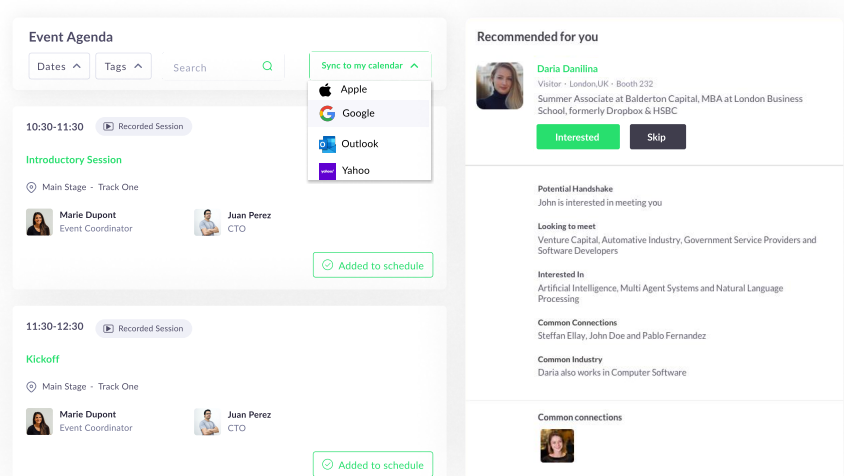 Event Agenda
Dates
Tags
Search
Sync to my calendar
Apple
Google
Outlook
yahoo!
Yahoo
10:30-11:30
Recorded Session
Introductory Session
Main Stage - Track One
Marie Dupont
Event Coordinator
Juan Perez
CTO
Added to schedule
11:30-12:30
Recorded Session
Kickoff
Main Stage - Track One
Marie Dupont
Event Coordinator
Juan Perez
CTO
Added to schedule
Recommended for you
Daria Danilina
Visitor - London,UK - Booth 232
Summer Associate at Balderton Capital, MBA at London Business
School, formerly Dropbox & HSBC
Interested
Skip
Potential Handshake
John is interested in meeting you
Looking to meet
Venture Capital, Automative Industry, Government Service Providers and
Software Developers
Interested In
Artificial Intelligence, Multi Agent Systems and Natural Language
Processing
Common Connections
Steffan Ellay, John Doe and Pablo Fernandez
Common Industry
Daria also works in Computer Software
Common connections